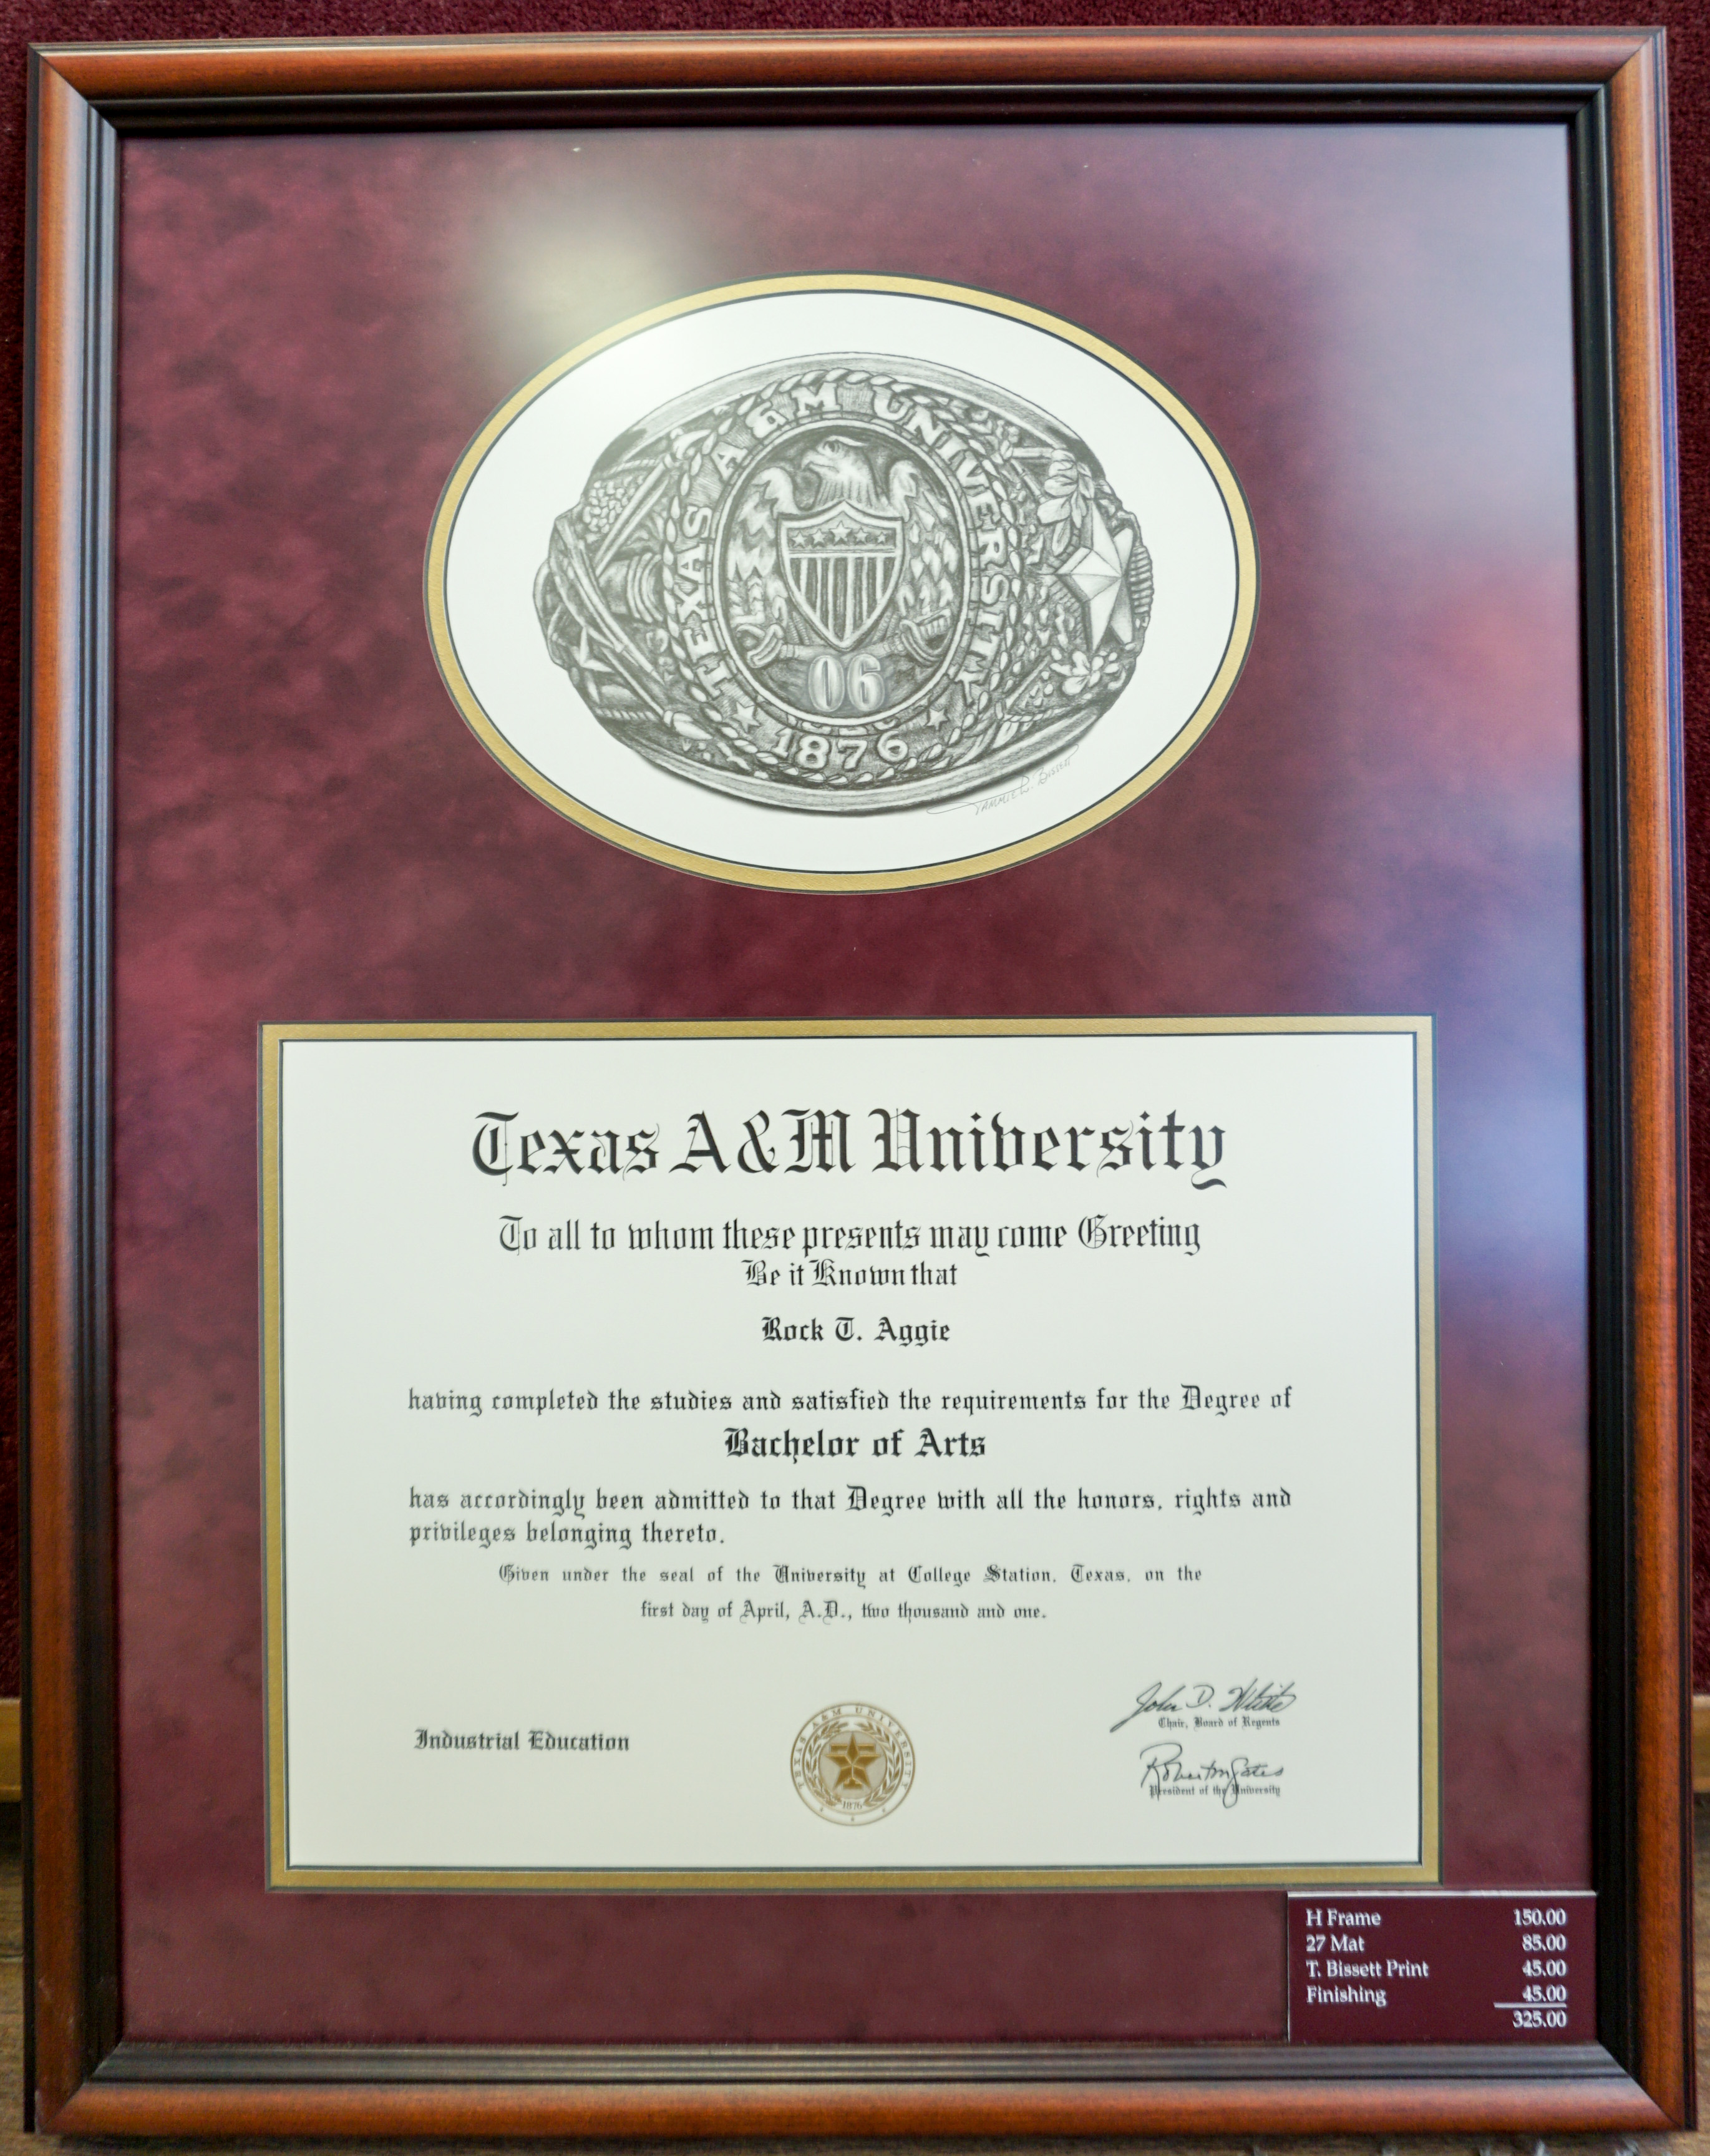 TEXAS A&M UNIVERSITY
06
1876
Tammie L. Bissett
Texas A&M University
To all to whom these presents may come Greeting
Be it Known that
Rock T. Aggie
having completed the studies and satisfied the requirements for the Degree of
Bachelor of Arts
has accordingly been admitted to that Degree with all the honors, rights and
privileges belonging thereto.
Given under the seal of the University at College Station, Texas, on the
first day of April, A.D., two thousand and one.
John D. White
Chair, Board of Regents
Industrial Education
TEXAS A&M UNIVERSITY
1876
Robert M Gates
President of the University
H Frame 150.00
27 Mat 85.00
T. Bissett Print 45.00
Finishing 45.00
325.00